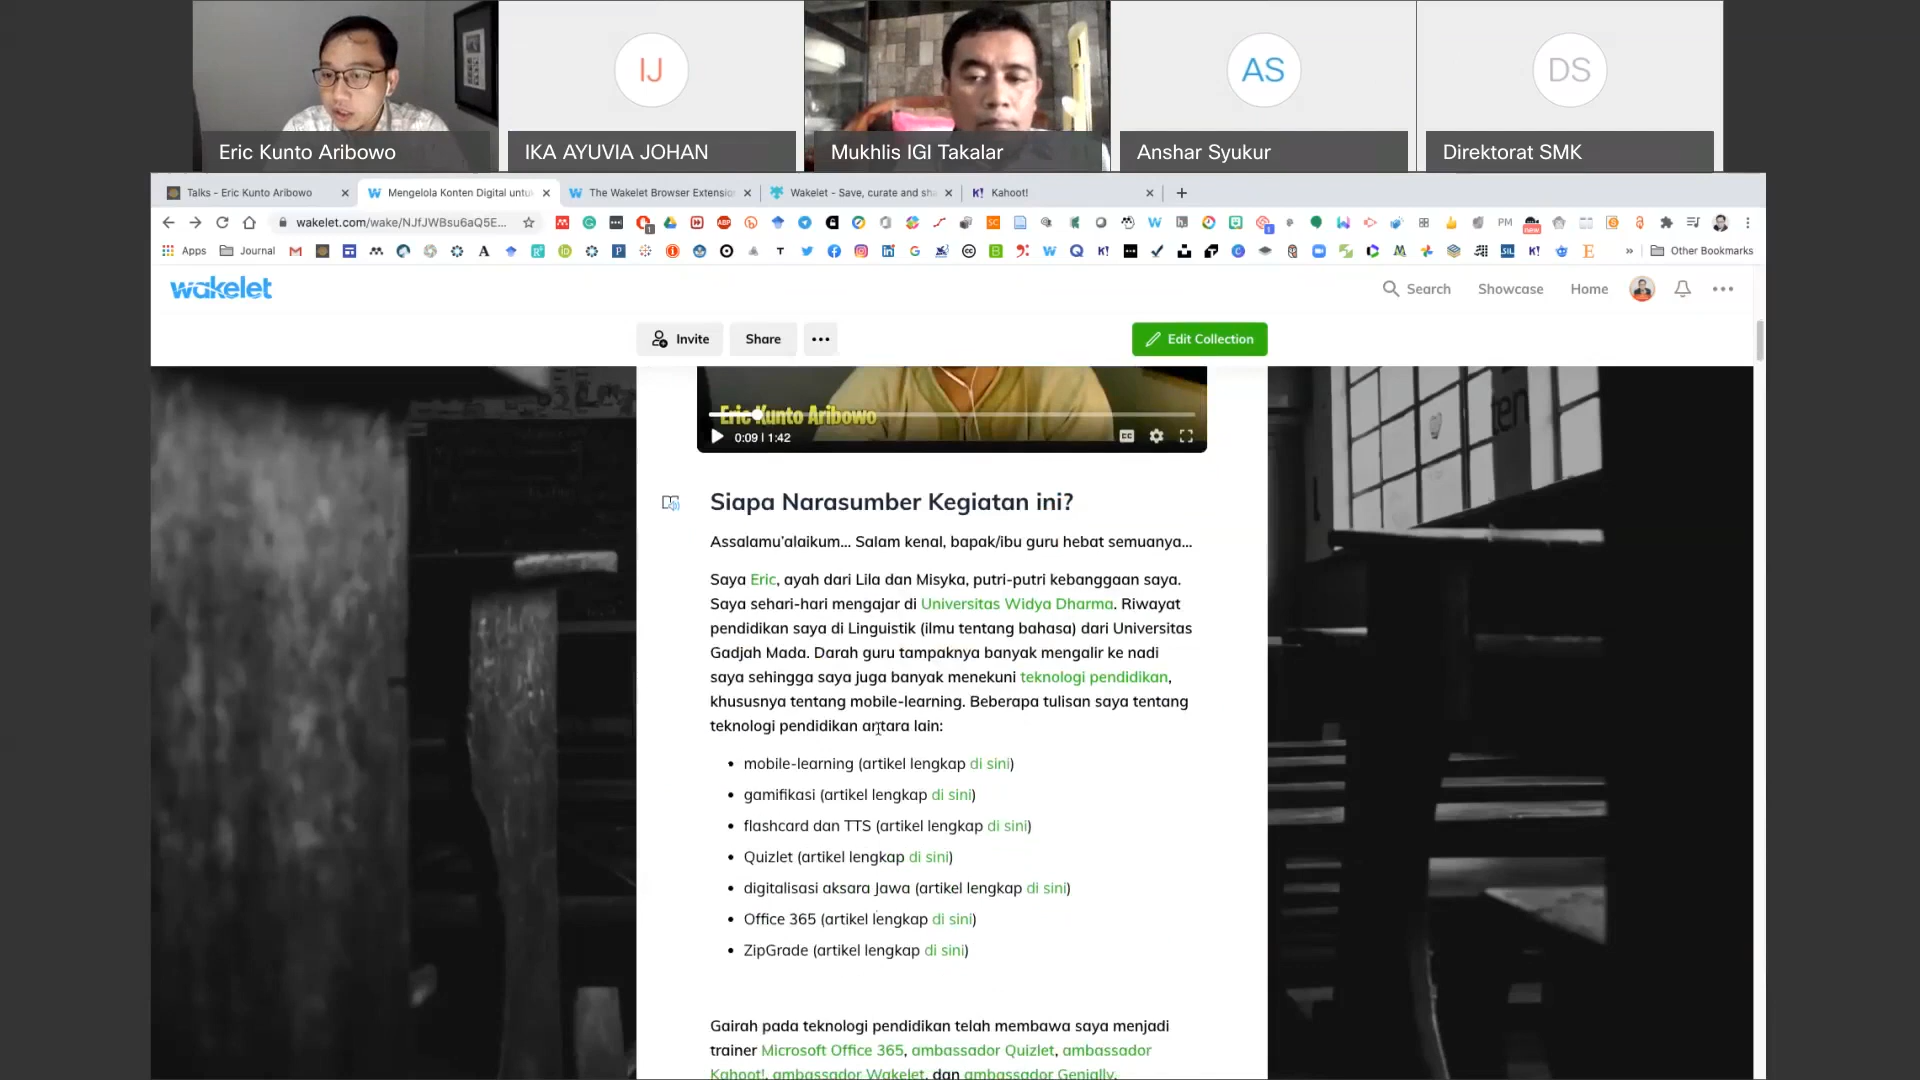 IJ
AS
DS
Eric Kunto Aribowo
IKA AYUVIA JOHAN
Mukhlis IGI Takalar
Anshar Syukur
Direktorat SMK
Talks - Eric Kunto Aribowo
Mengelola Konten Digital untu
The Wakelet Browser Extensio
Wakelet - Save, curate and sha
K! Kahoot!
wakelet.com/wake/NJfJWBsu6aQ5E...
Apps
Journal
Other Bookmarks
wakelet
Search
Showcase
Home
Invite
Share
Edit Collection
Eric Kunto Aribowo
0:09 | 1:42
CC
Siapa Narasumber Kegiatan ini?
Assalamu'alaikum... Salam kenal, bapak/ibu guru hebat semuanya...
Saya Eric, ayah dari Lila dan Misyka, putri-putri kebanggaan saya.
Saya sehari-hari mengajar di Universitas Widya Dharma. Riwayat
pendidikan saya di Linguistik (ilmu tentang bahasa) dari Universitas
Gadjah Mada. Darah guru tampaknya banyak mengalir ke nadi
saya sehingga saya juga banyak menekuni teknologi pendidikan,
khususnya tentang mobile-learning. Beberapa tulisan saya tentang
teknologi pendidikan antara lain:
• mobile-learning (artikel lengkap di sini)
• gamifikasi (artikel lengkap di sini)
• flashcard dan TTS (artikel lengkap di sini)
• Quizlet (artikel lengkap di sini)
• digitalisasi aksara Jawa (artikel lengkap di sini)
• Office 365 (artikel lengkap di sini)
• ZipGrade (artikel lengkap di sini)
Gairah pada teknologi pendidikan telah membawa saya menjadi
trainer Microsoft Office 365, ambassador Quizlet, ambassador
Kahoot!, ambassador Wakelet, dan ambassador Genially.